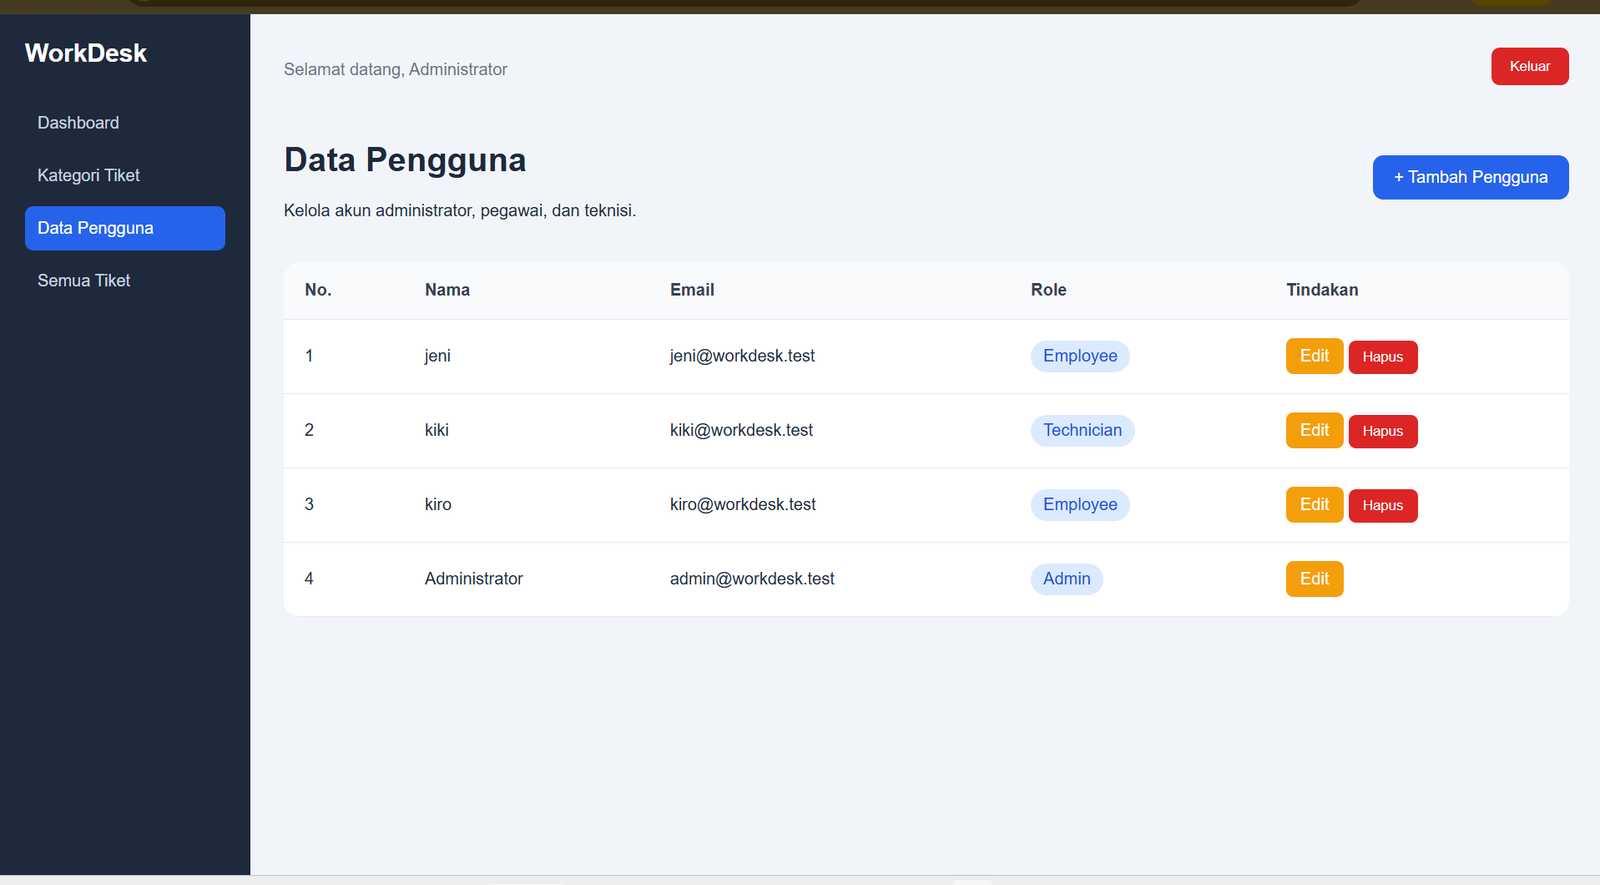 WorkDesk
Dashboard
Kategori Tiket
Data Pengguna
Semua Tiket
Selamat datang, Administrator
Keluar
Data Pengguna
Kelola akun administrator, pegawai, dan teknisi.
+ Tambah Pengguna
No. Nama Email Role Tindakan
1 jeni jeni@workdesk.test Employee Edit Hapus
2 kiki kiki@workdesk.test Technician Edit Hapus
3 kiro kiro@workdesk.test Employee Edit Hapus
4 Administrator admin@workdesk.test Admin Edit